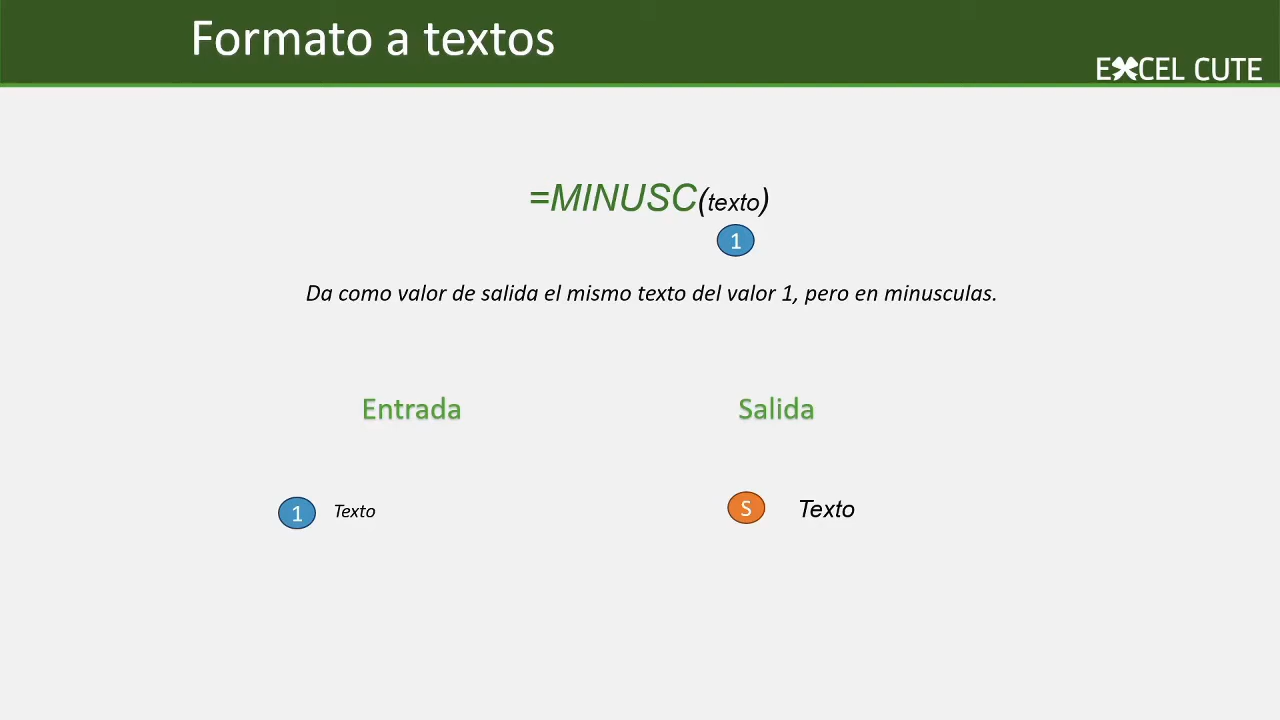 Formato a textos
EXCEL CUTE
=MINUSC(texto)
1
Da como valor de salida el mismo texto del valor 1, pero en minusculas.
Entrada
Salida
1 Texto
S Texto